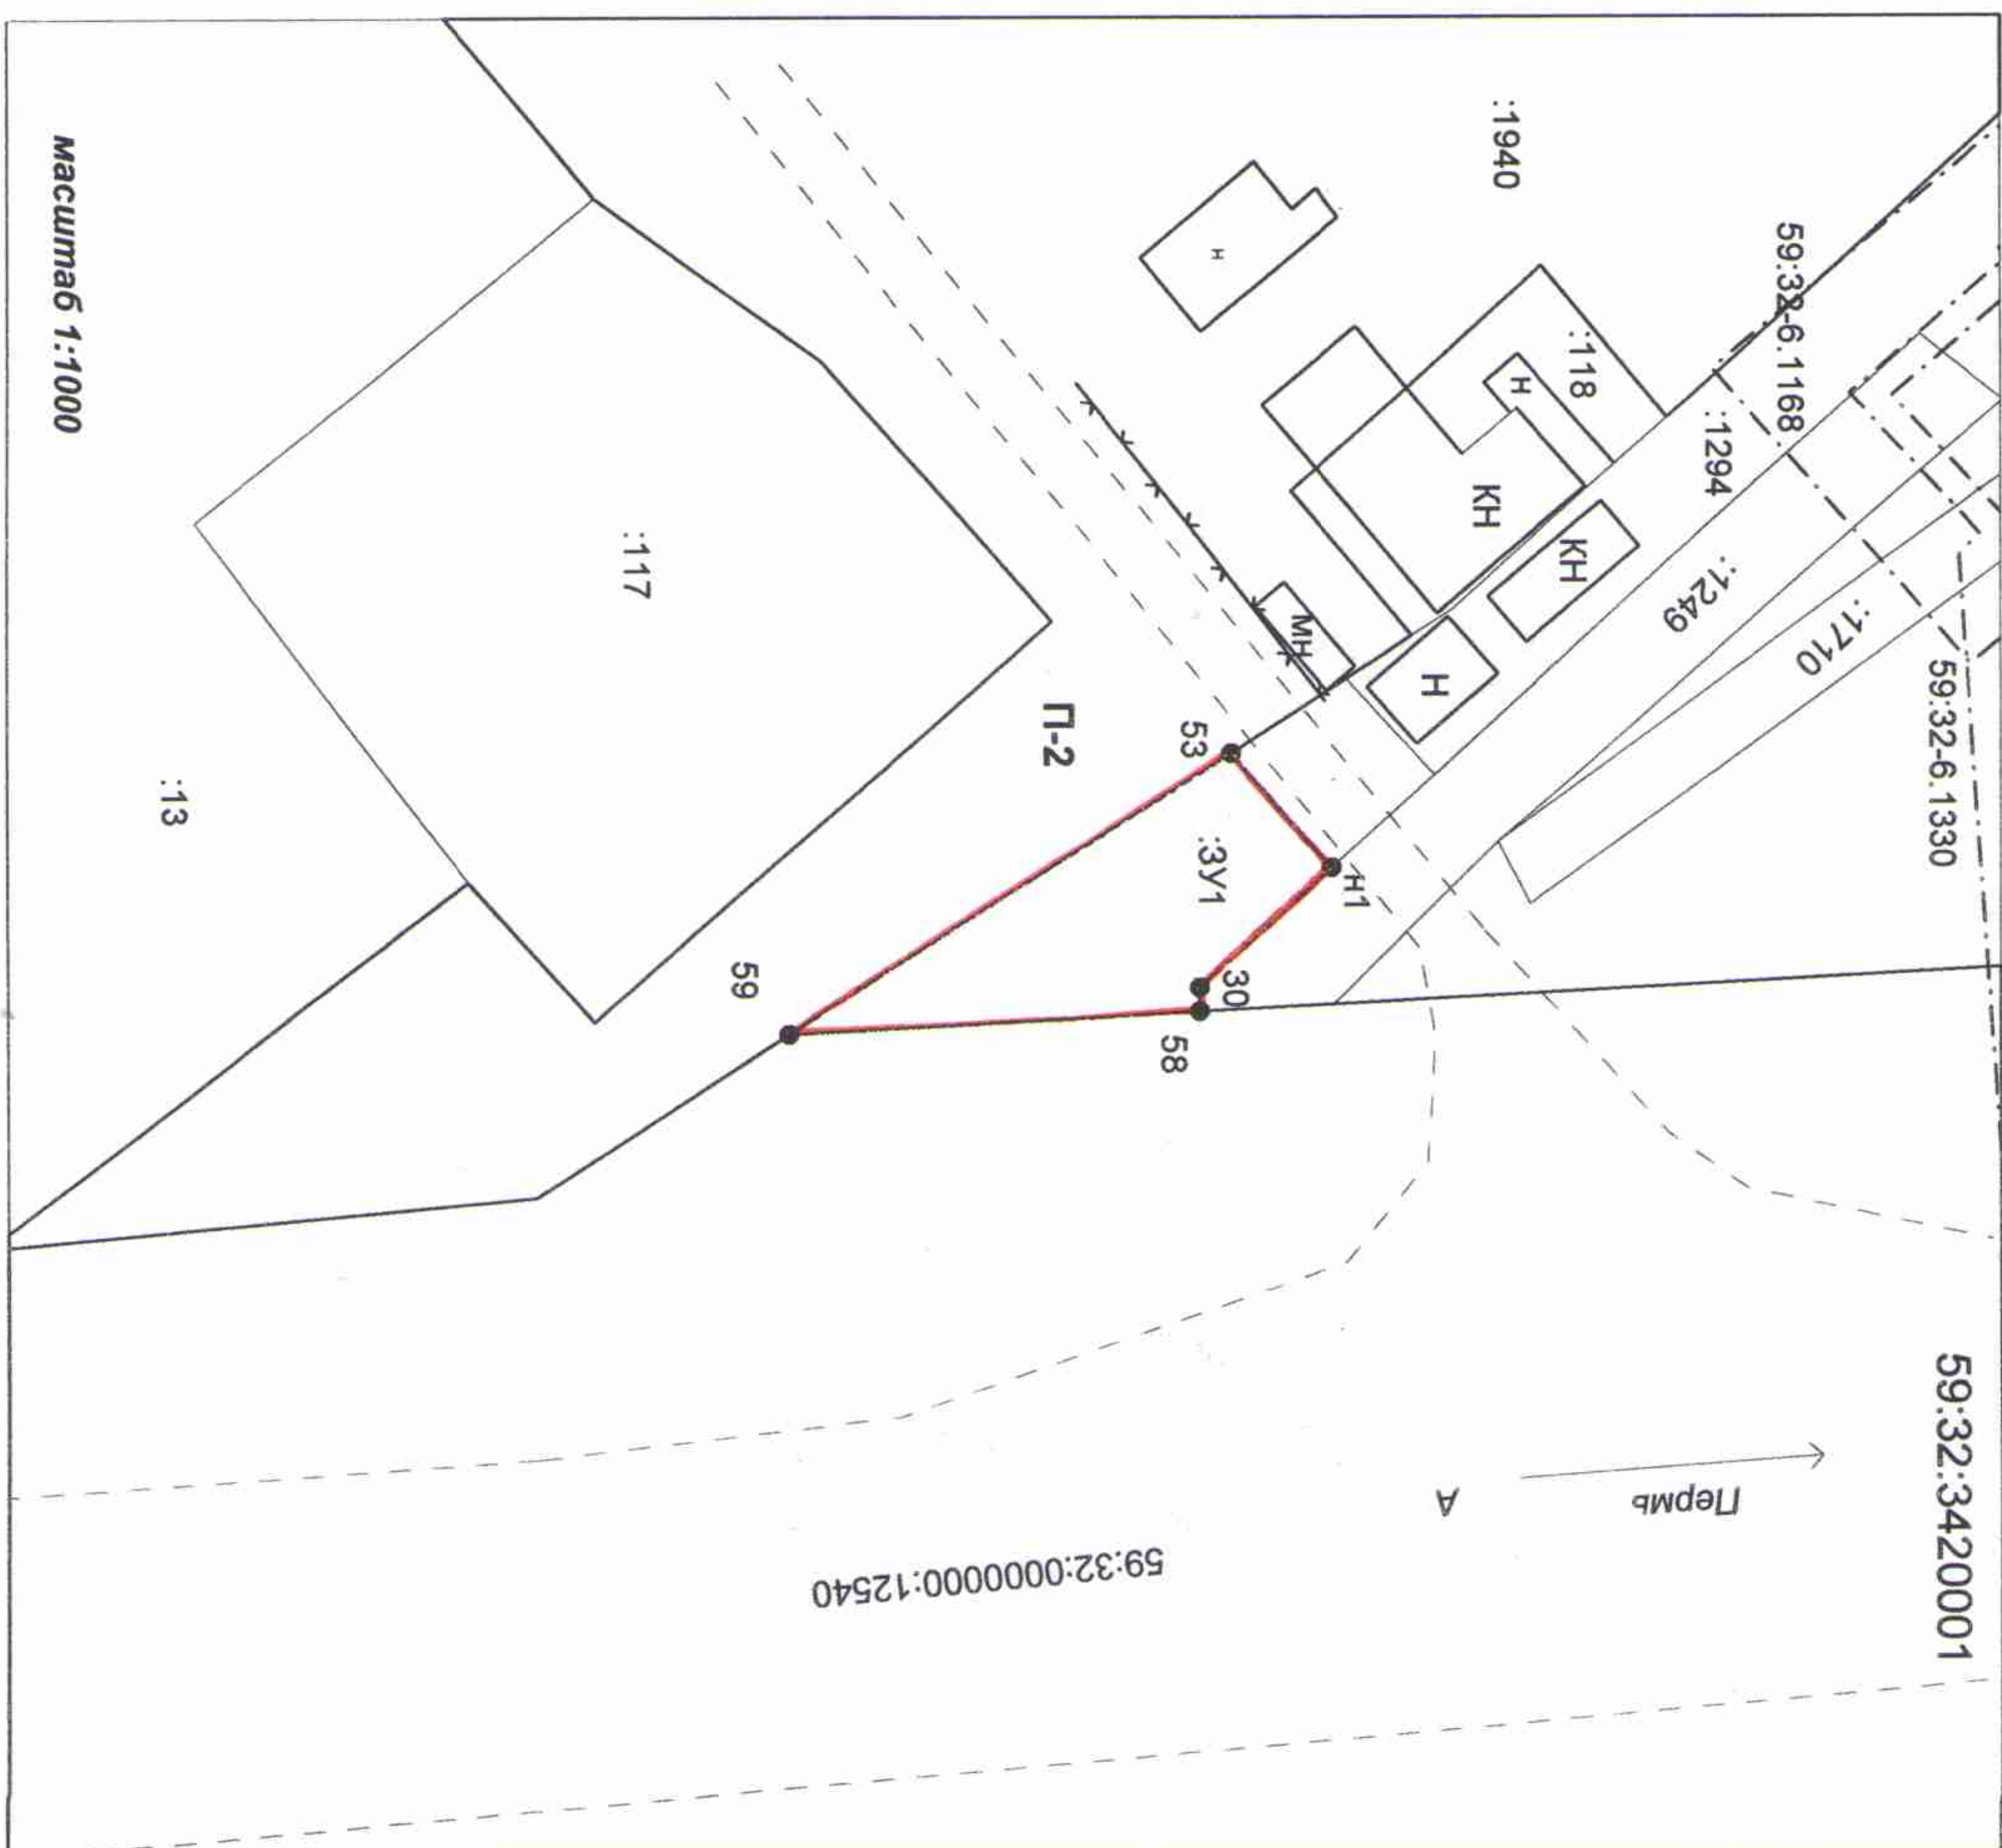 59:32:3420001
59:32-6.1330
59:32-6.1168
:1710
:1294
:1249
:118
:1940
н
КН
КН
Н
н
МН
Пермь
А
н1
:ЗУ1
30
53
58
П-2
59
59:32:0000000:12540
:117
:13
масштаб 1:1000